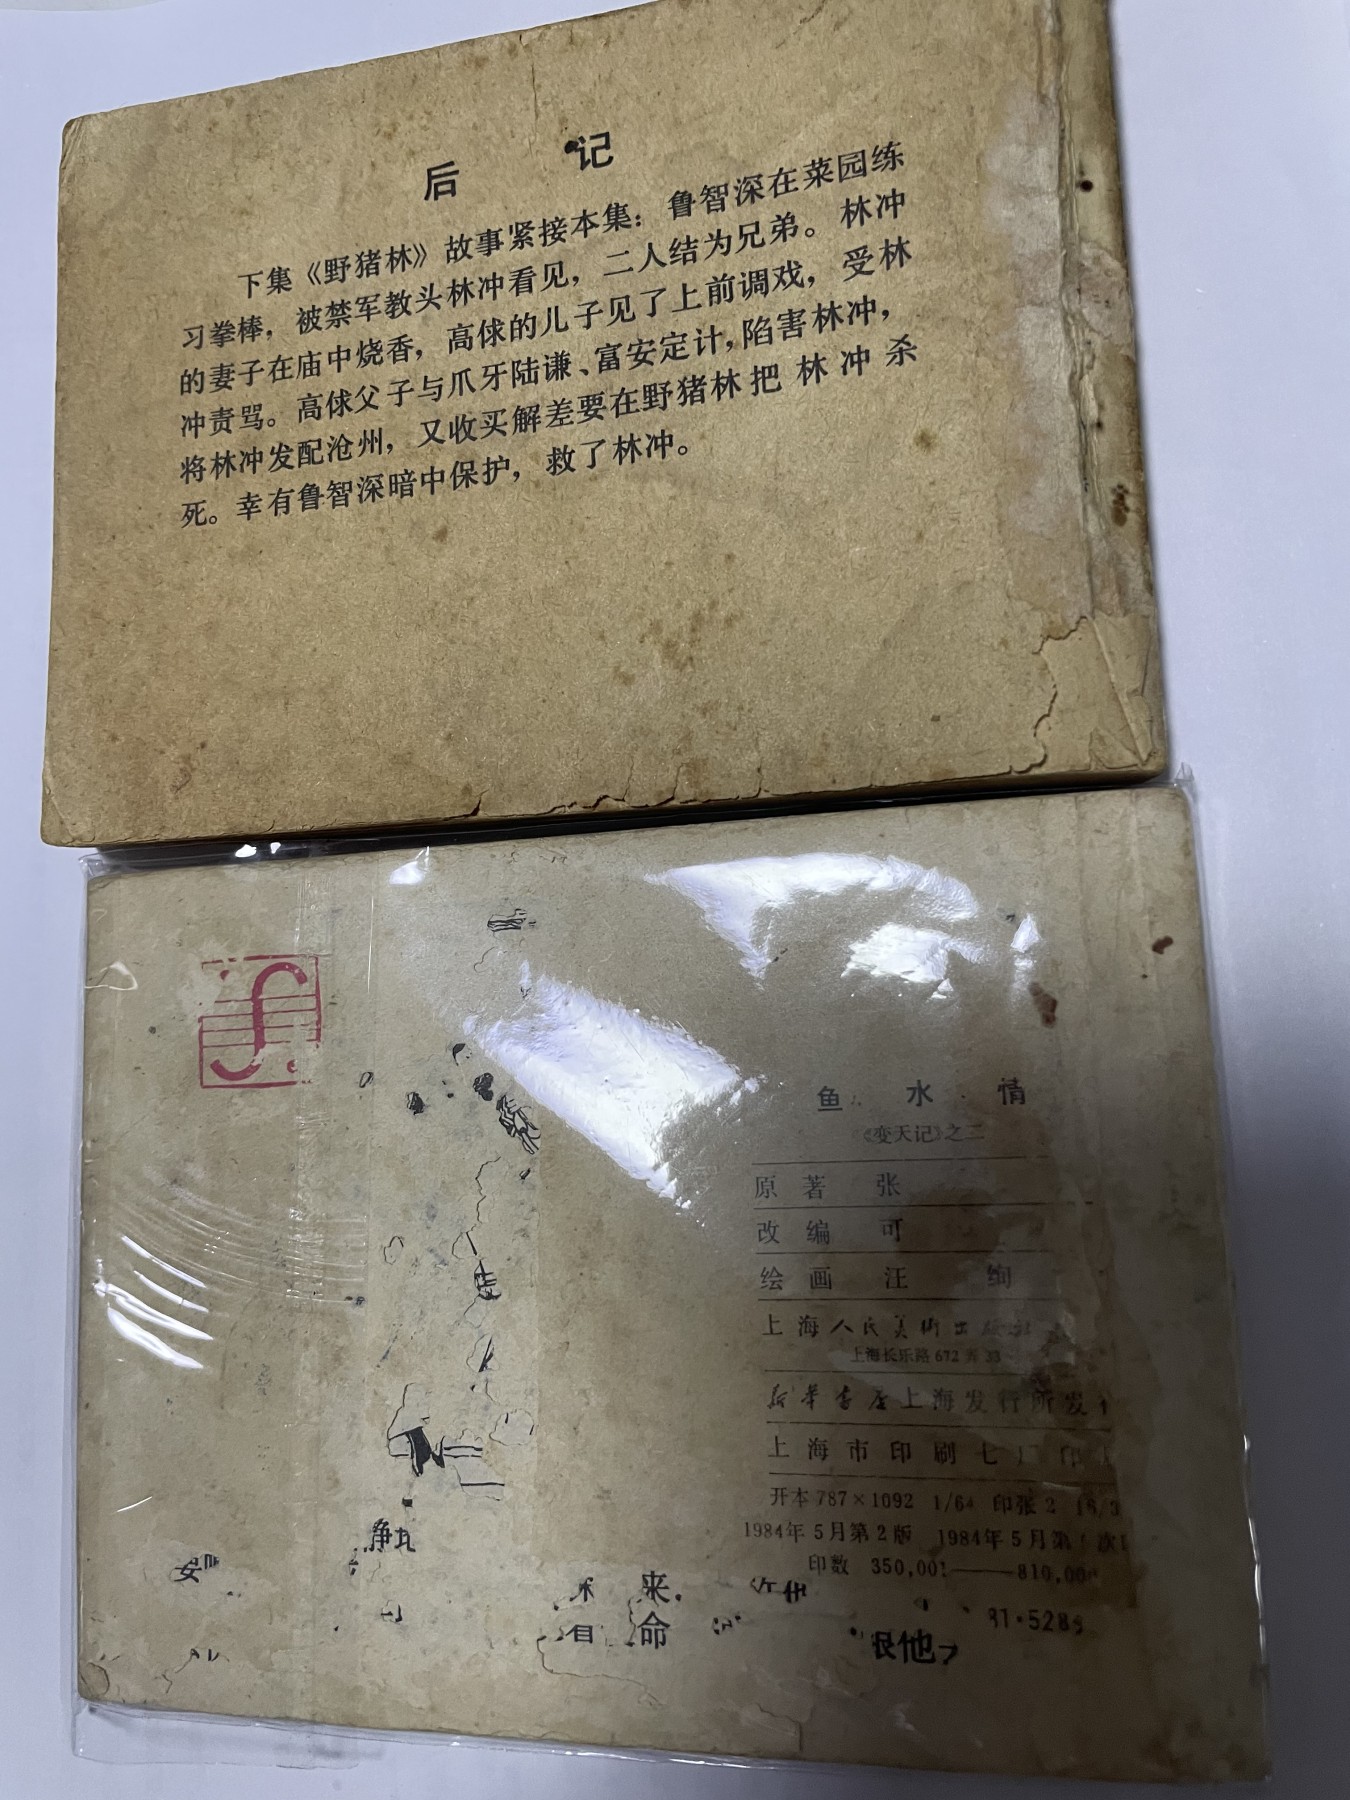 后 记
下集《野猪林》故事紧接本集：鲁智深在菜园练
习拳棒，被禁军教头林冲看见，二人结为兄弟。林冲
的妻子在庙中烧香，高俅的儿子见了上前调戏，受林
冲责骂。高俅父子与爪牙陆谦、富安定计，陷害林冲，
将林冲发配沧州，又收买解差要在野猪林把林冲杀
死。幸有鲁智深暗中保护，救了林冲。
鱼 水 情
《变天记》之二
原 著 张
改 编 可
绘 画 汪 绚
上海人民美术出版社
上海长乐路 672 弄 33
新华书店上海发行所发
上海市印刷七厂印
开本 787×1092 1/64 印张 2
1984年 5月第 2 版 1984年 5月第 1 次
印数 350,001——810,00
来
命
他